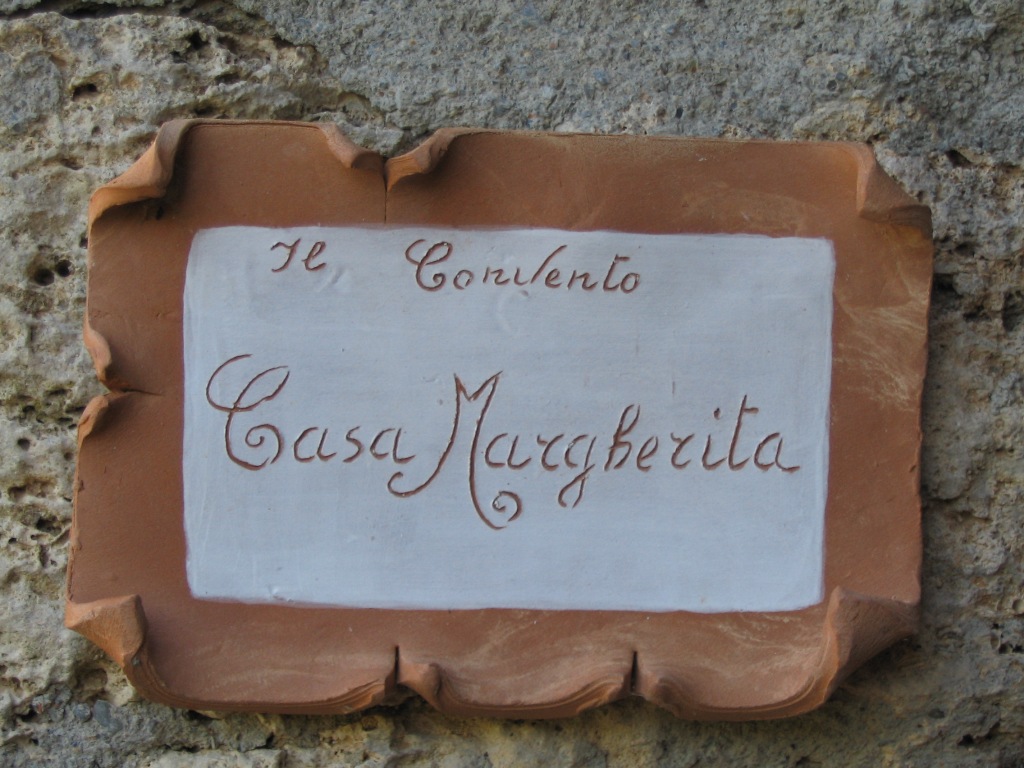 Il Convento
Casa Margherita